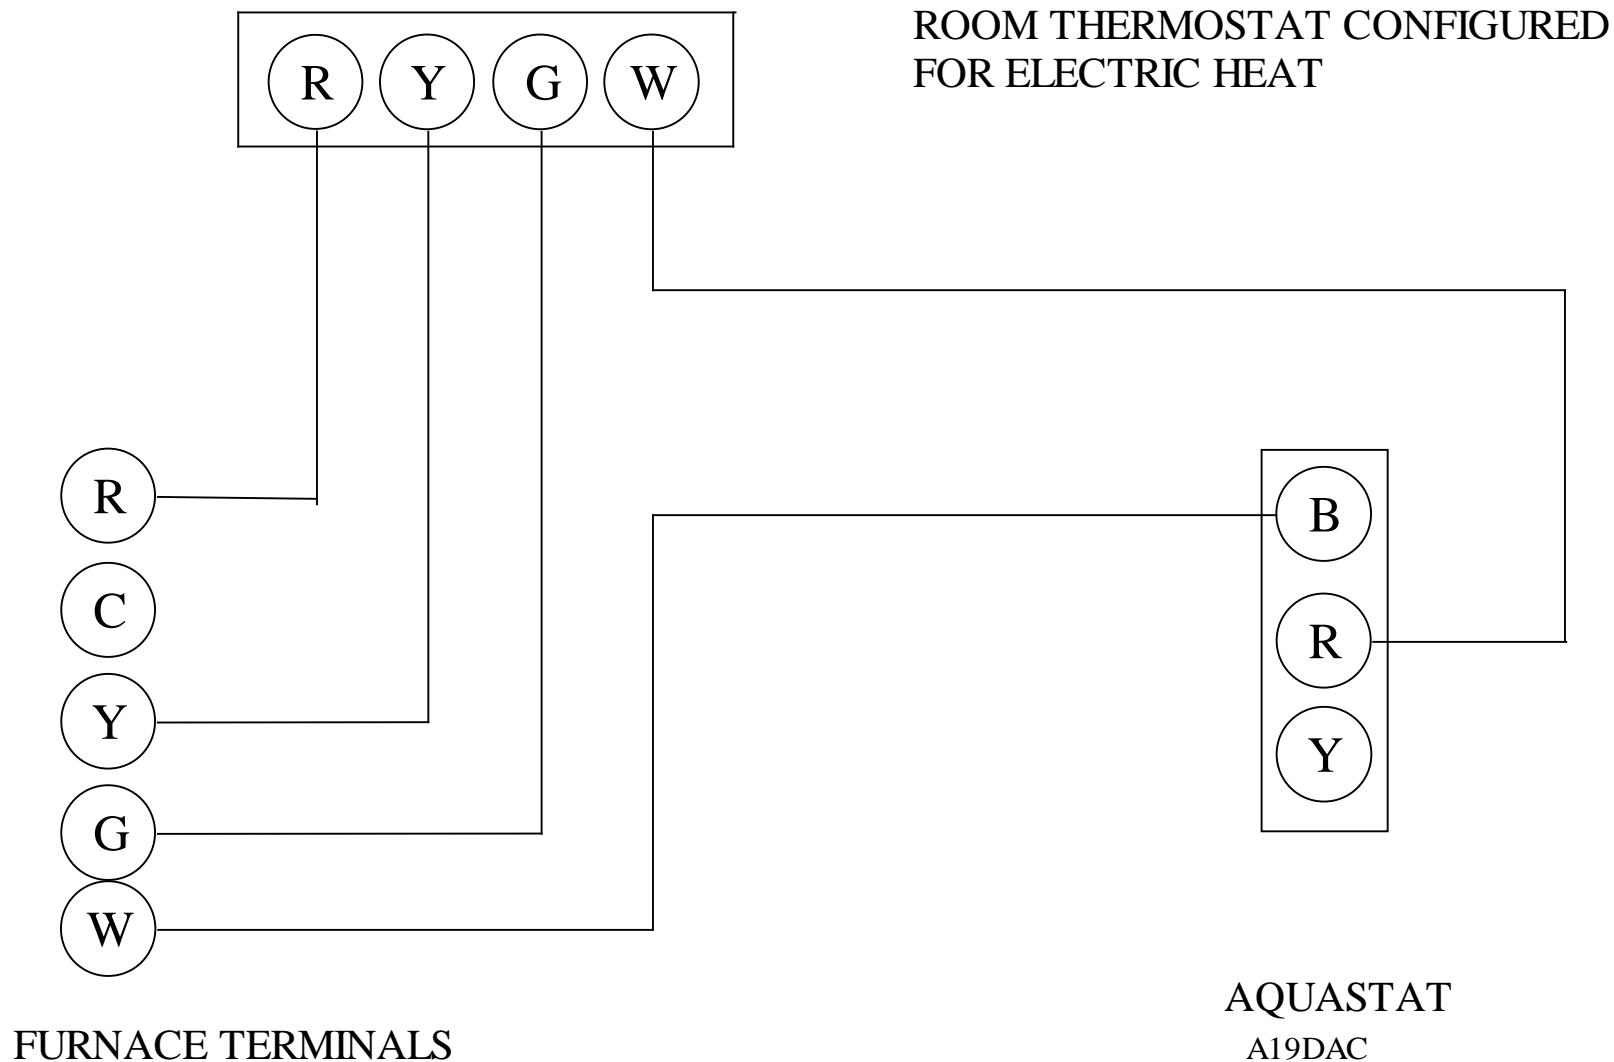 ROOM THERMOSTAT CONFIGURED
FOR ELECTRIC HEAT
R Y G W
R
C
Y
G
W
B
R
Y
AQUASTAT
A19DAC
FURNACE TERMINALS